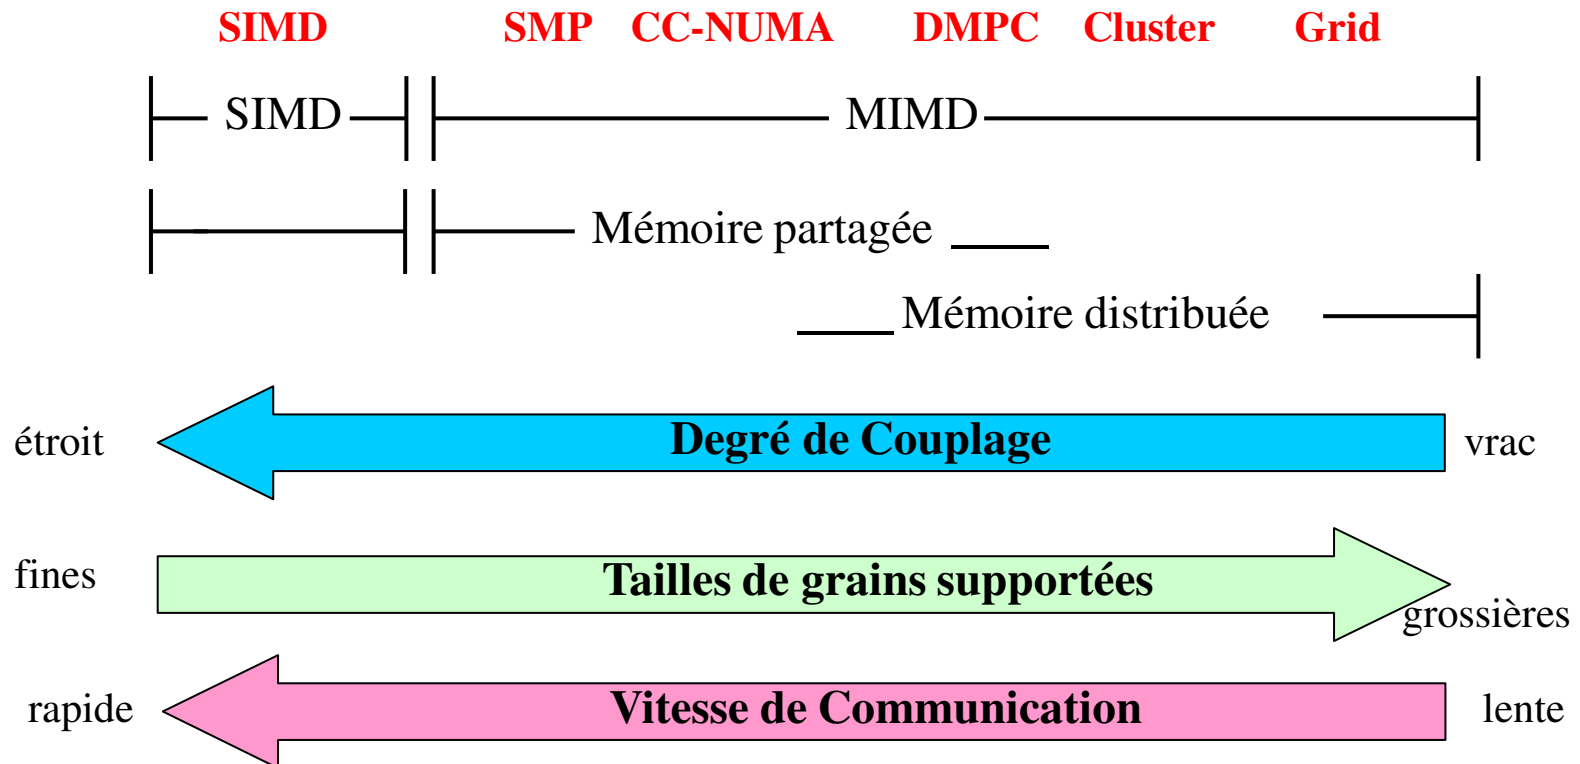 SIMD SMP CC-NUMA DMPC Cluster Grid
SIMD MIMD
Mémoire partagée
Mémoire distribuée
étroit Degré de Couplage vrac
fines Tailles de grains supportées grossières
rapide Vitesse de Communication lente